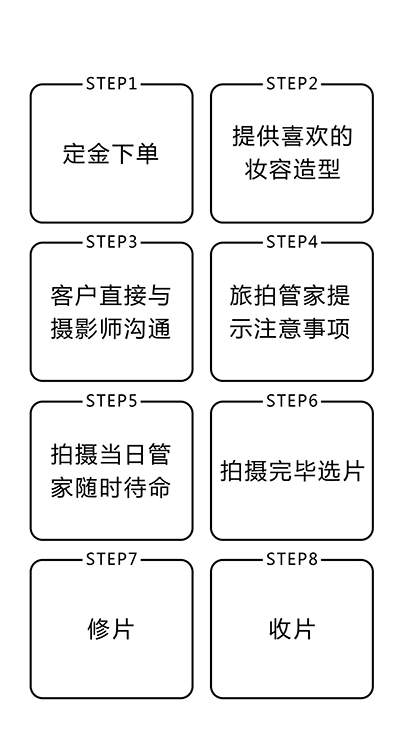 STEP1
定金下单
STEP2
提供喜欢的
妆容造型
STEP3
客户直接与
摄影师沟通
STEP4
旅拍管家提
示注意事项
STEP5
拍摄当日管
家随时待命
STEP6
拍摄完毕选片
STEP7
修片
STEP8
收片